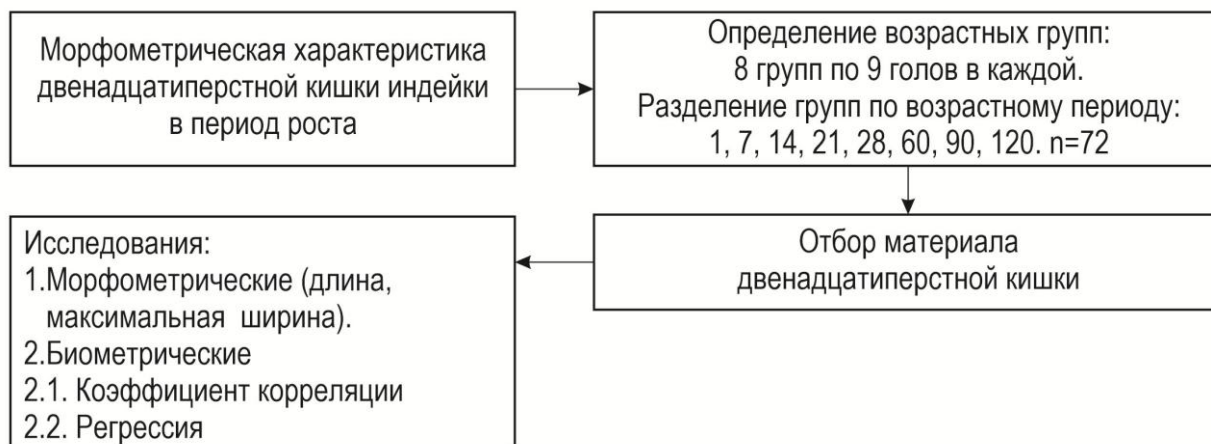 Морфометрическая характеристика
двенадцатиперстной кишки индейки
в период роста
Определение возрастных групп:
8 групп по 9 голов в каждой.
Разделение групп по возрастному периоду:
1, 7, 14, 21, 28, 60, 90, 120. n=72
Отбор материала
двенадцатиперстной кишки
Исследования:
1.Морфометрические (длина,
максимальная ширина).
2.Биометрические
2.1. Коэффициент корреляции
2.2. Регрессия